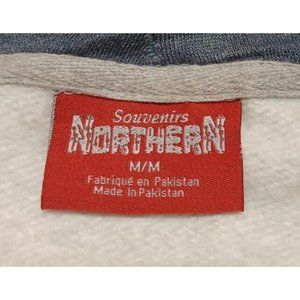 Souvenirs
NORTHERN
M/M
Fabriqué en Pakistan
Made in Pakistan